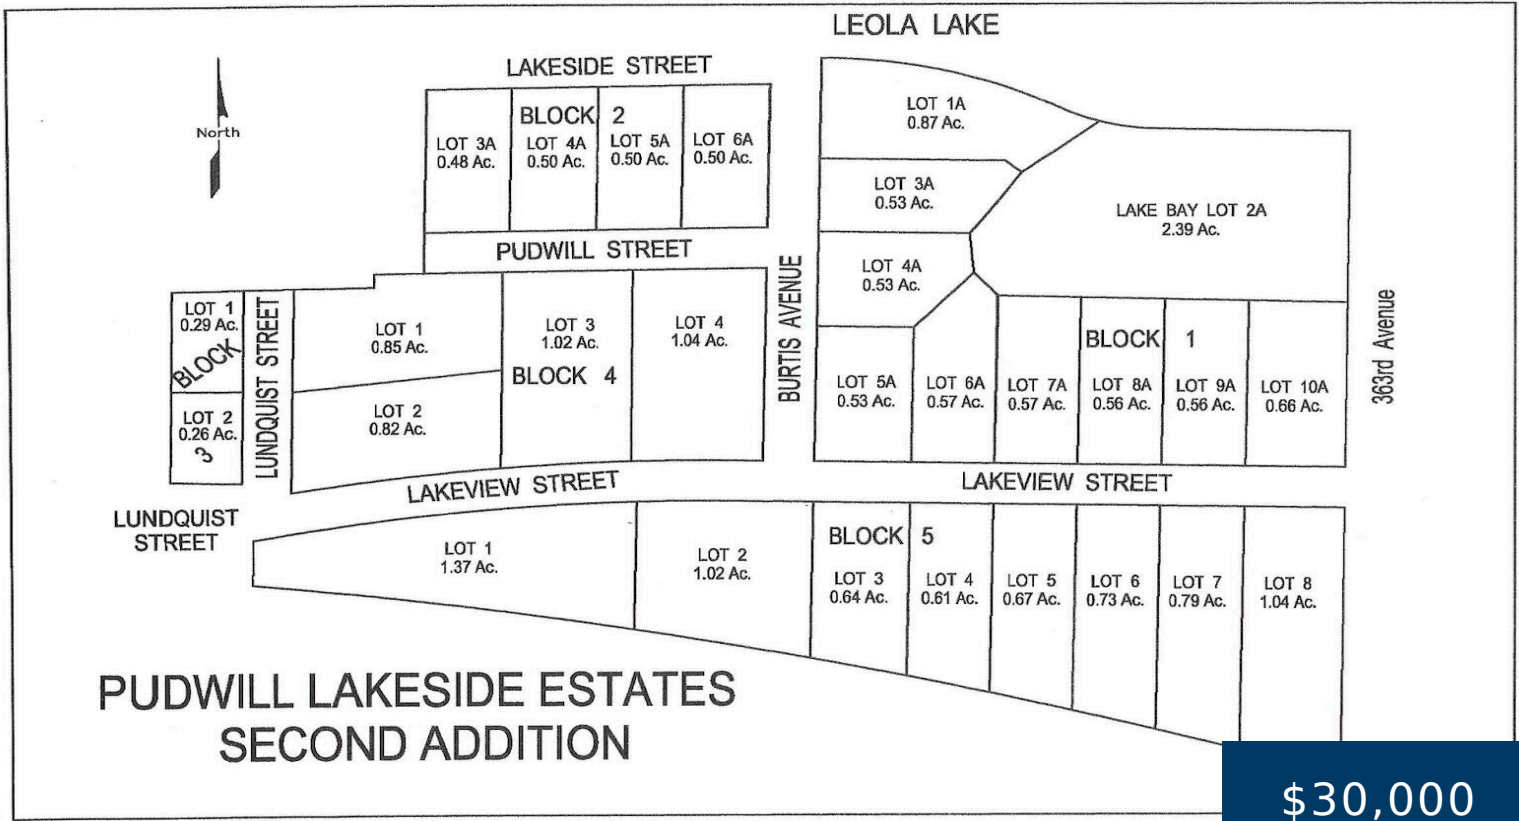 LEOLA LAKE
LAKESIDE STREET
North
BLOCK 2
LOT 3A
0.48 Ac.
LOT 4A
0.50 Ac.
LOT 5A
0.50 Ac.
LOT 6A
0.50 Ac.
LOT 1A
0.87 Ac.
LOT 3A
0.53 Ac.
LAKE BAY LOT 2A
2.39 Ac.
PUDWILL STREET
LOT 4A
0.53 Ac.
BURTIS AVENUE
363rd Avenue
LOT 1
0.29 Ac.
BLOCK
LOT 2
0.26 Ac.
3
LUNDQUIST STREET
LOT 1
0.85 Ac.
LOT 2
0.82 Ac.
LOT 3
1.02 Ac.
LOT 4
1.04 Ac.
BLOCK 4
BLOCK 1
LOT 5A
0.53 Ac.
LOT 6A
0.57 Ac.
LOT 7A
0.57 Ac.
LOT 8A
0.56 Ac.
LOT 9A
0.56 Ac.
LOT 10A
0.66 Ac.
LAKEVIEW STREET
LAKEVIEW STREET
LUNDQUIST
STREET
LOT 1
1.37 Ac.
LOT 2
1.02 Ac.
BLOCK 5
LOT 3
0.64 Ac.
LOT 4
0.61 Ac.
LOT 5
0.67 Ac.
LOT 6
0.73 Ac.
LOT 7
0.79 Ac.
LOT 8
1.04 Ac.
PUDWILL LAKESIDE ESTATES
SECOND ADDITION
$30,000